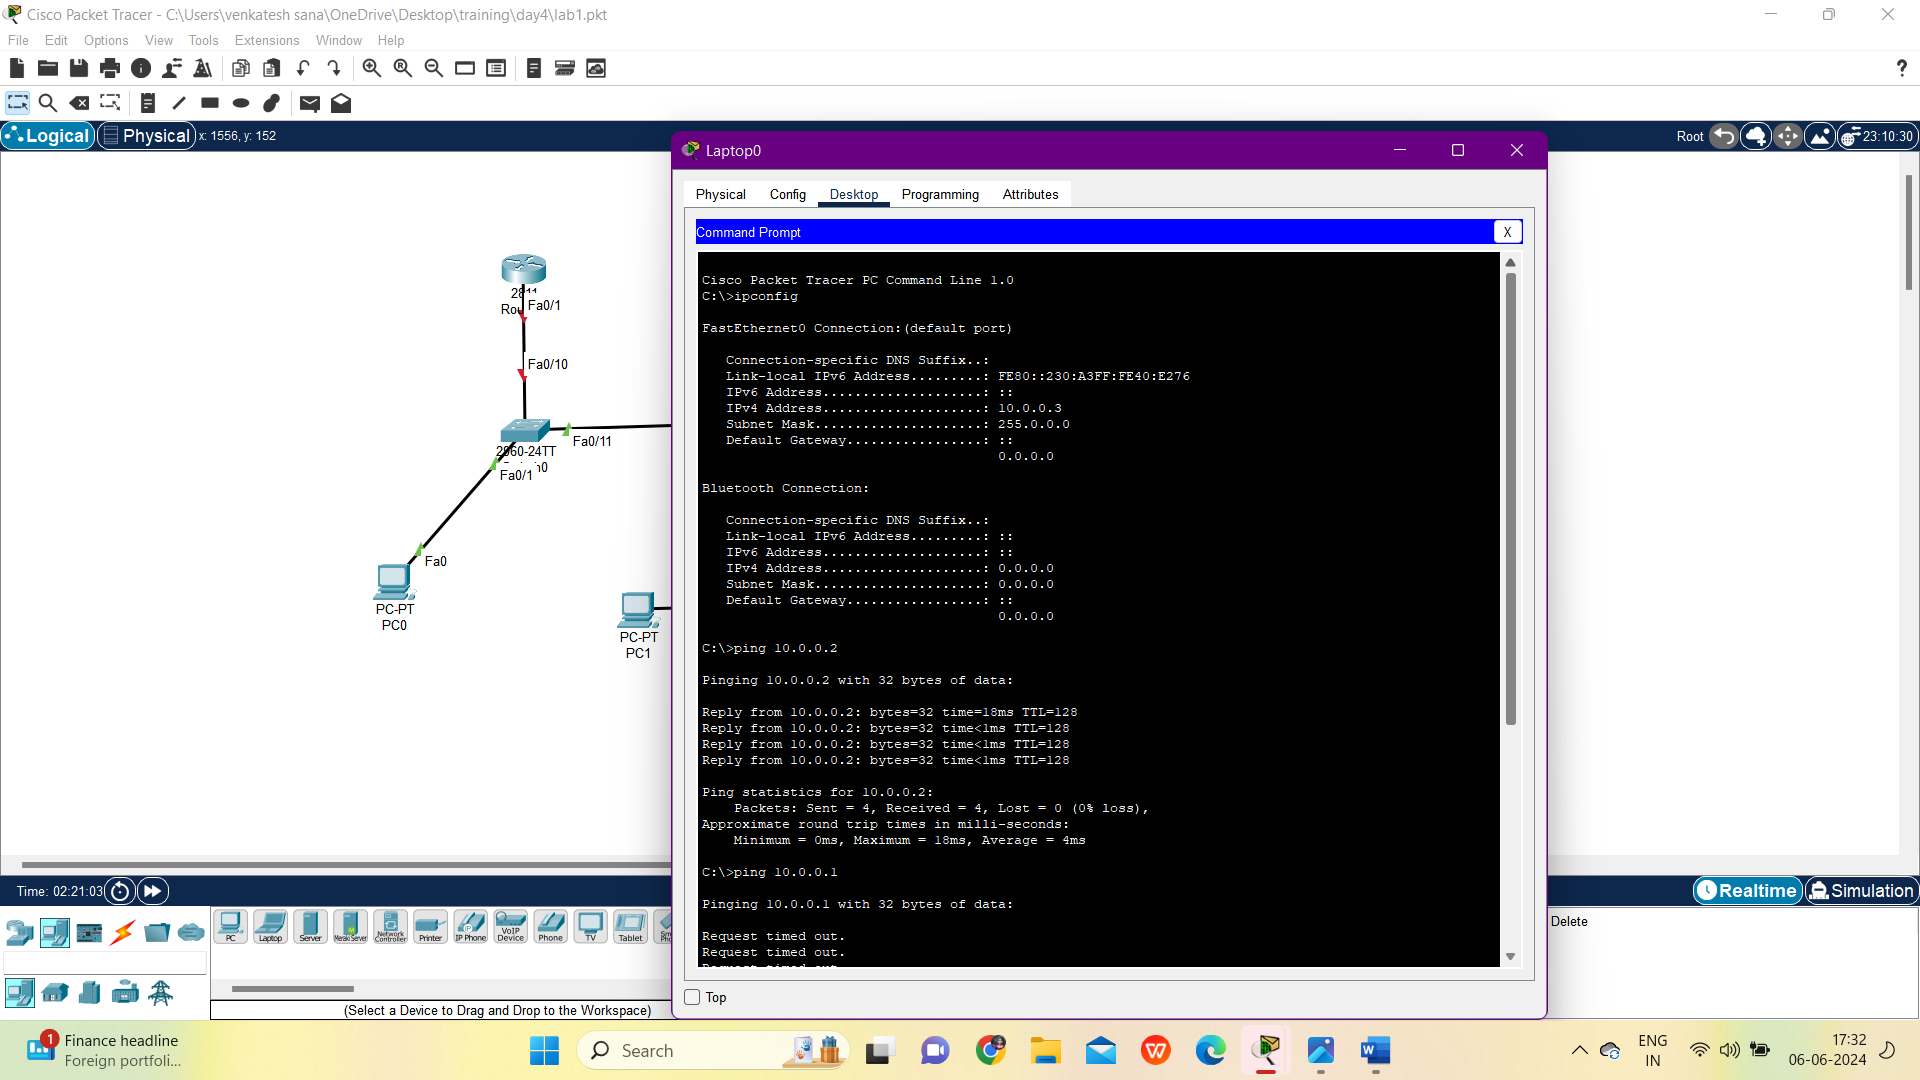 Cisco Packet Tracer - C:\Users\venkatesh sana\OneDrive\Desktop\training\day4\lab1.pkt
File Edit Options View Tools Extensions Window Help
?
Logical Physical x: 1556, y: 152
Root 23:10:30
Fa0/1
Fa0/10
Fa0/11
2960-24TT
Fa0/1
Fa0
PC-PT
PC0
PC-PT
PC1
Laptop0
Physical Config Desktop Programming Attributes
Command Prompt X
Cisco Packet Tracer PC Command Line 1.0
C:\>ipconfig
FastEthernet0 Connection:(default port)
Connection-specific DNS Suffix..:
Link-local IPv6 Address.........: FE80::230:A3FF:FE40:E276
IPv6 Address....................: ::
IPv4 Address....................: 10.0.0.3
Subnet Mask.....................: 255.0.0.0
Default Gateway.................: ::
0.0.0.0
Bluetooth Connection:
Connection-specific DNS Suffix..:
Link-local IPv6 Address.........: ::
IPv6 Address....................: ::
IPv4 Address....................: 0.0.0.0
Subnet Mask.....................: 0.0.0.0
Default Gateway.................: ::
0.0.0.0
C:\>ping 10.0.0.2
Pinging 10.0.0.2 with 32 bytes of data:
Reply from 10.0.0.2: bytes=32 time=18ms TTL=128
Reply from 10.0.0.2: bytes=32 time<1ms TTL=128
Reply from 10.0.0.2: bytes=32 time<1ms TTL=128
Reply from 10.0.0.2: bytes=32 time<1ms TTL=128
Ping statistics for 10.0.0.2:
Packets: Sent = 4, Received = 4, Lost = 0 (0% loss),
Approximate round trip times in milli-seconds:
Minimum = 0ms, Maximum = 18ms, Average = 4ms
C:\>ping 10.0.0.1
Pinging 10.0.0.1 with 32 bytes of data:
Request timed out.
Request timed out.
Top
Time: 02:21:03
Realtime Simulation
PC Laptop Server Meraki Server Network Controller Printer IP Phone VoIP Device Phone TV Tablet
Delete
(Select a Device to Drag and Drop to the Workspace)
1
Finance headline
Foreign portfoli...
Search
ENG
IN
17:32
06-06-2024